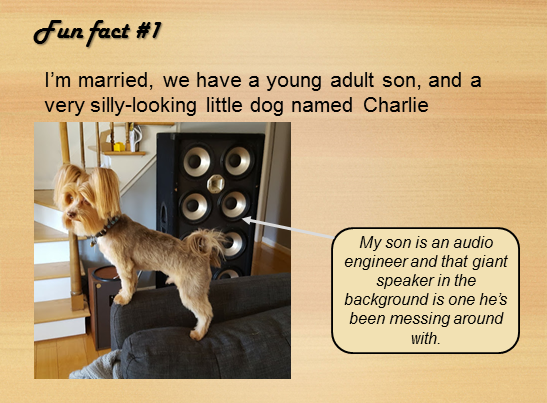 Fun fact #1
I'm married, we have a young adult son, and a
very silly-looking little dog named Charlie
My son is an audio
engineer and that giant
speaker in the
background is one he's
been messing around
with.